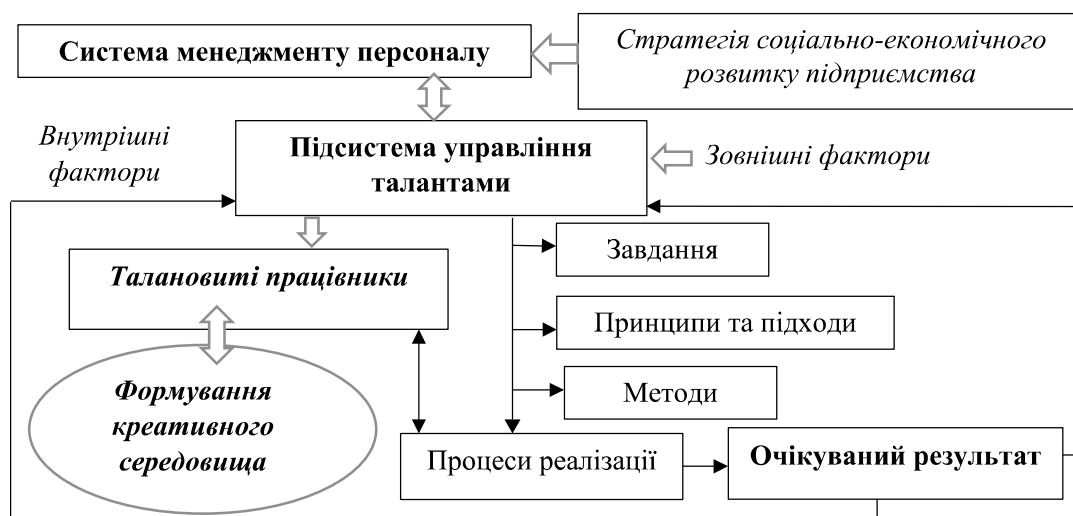 Система менеджменту персоналу
Стратегія соціально-економічного
розвитку підприємства
Внутрішні
фактори
Підсистема управління
талантами
Зовнішні фактори
Завдання
Талановиті працівники
Принципи та підходи
Методи
Формування
креативного
середовища
Процеси реалізації
Очікуваний результат